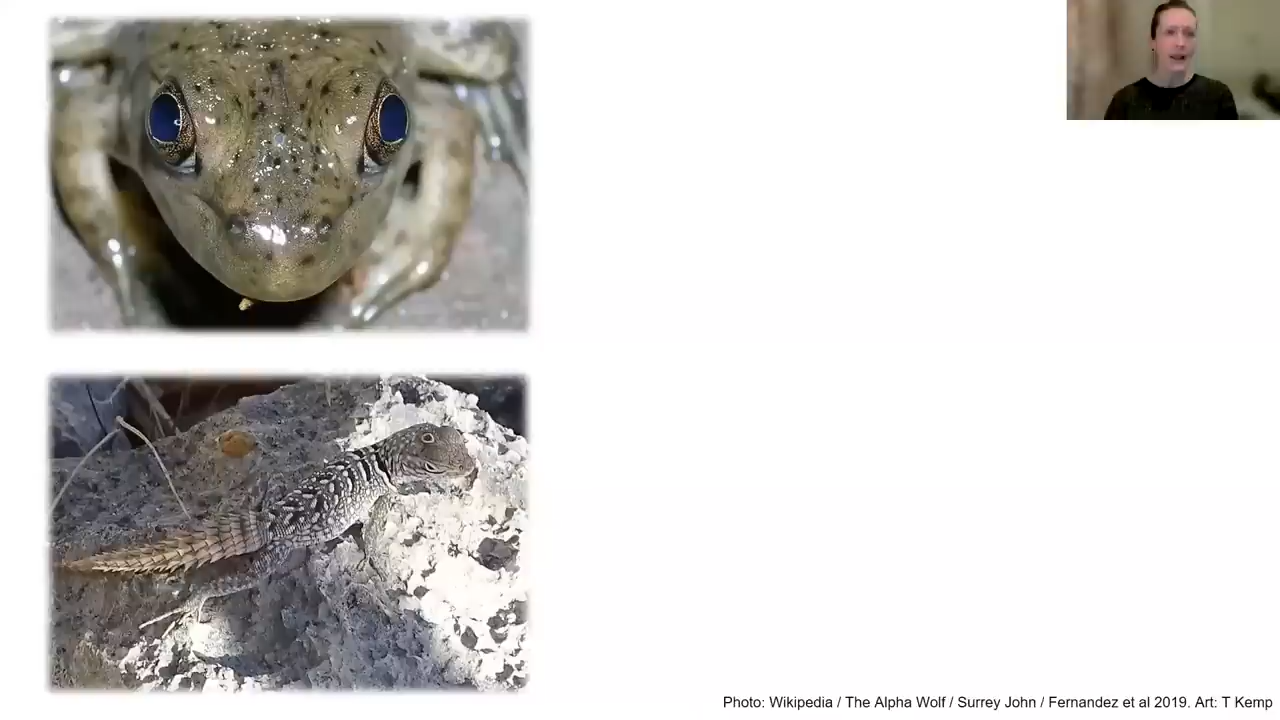 Photo: Wikipedia / The Alpha Wolf / Surrey John / Fernandez et al 2019. Art: T Kemp